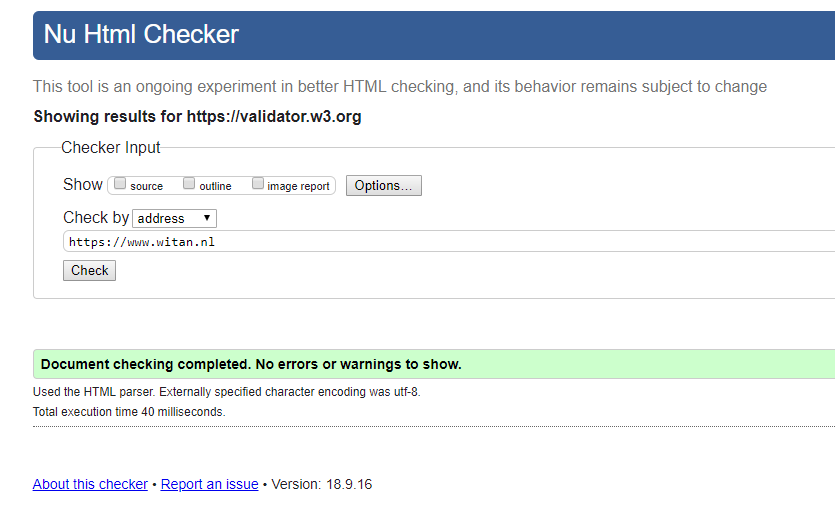 Nu Html Checker
This tool is an ongoing experiment in better HTML checking, and its behavior remains subject to change
Showing results for https://validator.w3.org
Checker Input
Show source outline image report Options...
Check by address
https://www.witan.nl
Check
Document checking completed. No errors or warnings to show.
Used the HTML parser. Externally specified character encoding was utf-8.
Total execution time 40 milliseconds.
About this checker • Report an issue • Version: 18.9.16